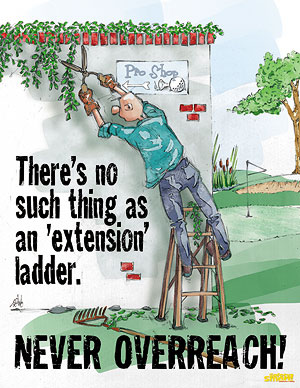 Pro Shop
There's no
such thing as
an 'extension'
ladder.
NEVER OVERREACH!